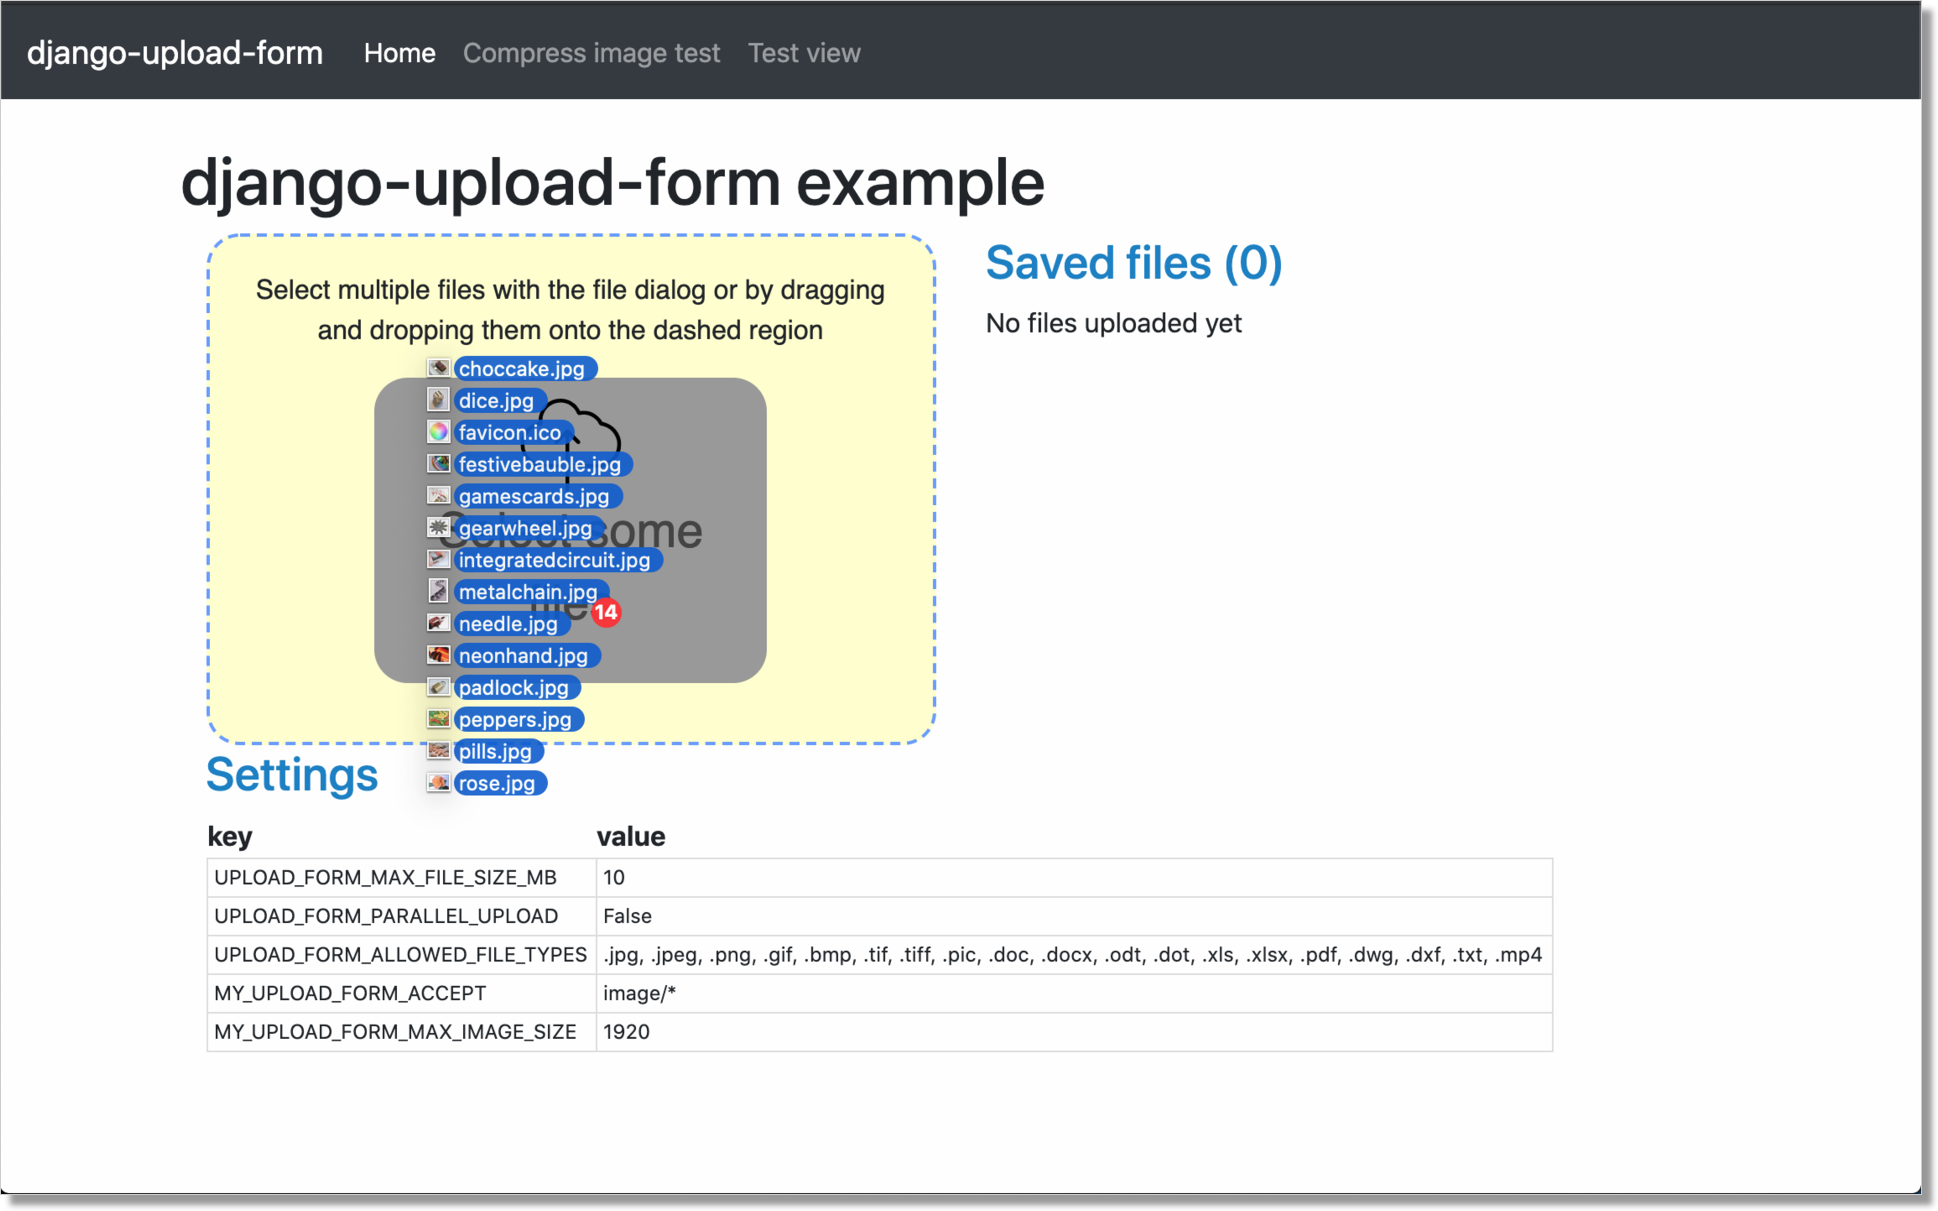 django-upload-form Home Compress image test Test view
django-upload-form example
Select multiple files with the file dialog or by dragging
and dropping them onto the dashed region
choccake.jpg
dice.jpg
favicon.ico
festivebauble.jpg
gamescards.jpg
gearwheel.jpg
Select some
integratedcircuit.jpg
metalchain.jpg
file 14
needle.jpg
neonhand.jpg
padlock.jpg
peppers.jpg
pills.jpg
rose.jpg
Saved files (0)
No files uploaded yet
Settings
key value
UPLOAD_FORM_MAX_FILE_SIZE_MB 10
UPLOAD_FORM_PARALLEL_UPLOAD False
UPLOAD_FORM_ALLOWED_FILE_TYPES .jpg, .jpeg, .png, .gif, .bmp, .tif, .tiff, .pic, .doc, .docx, .odt, .dot, .xls, .xlsx, .pdf, .dwg, .dxf, .txt, .mp4
MY_UPLOAD_FORM_ACCEPT image/*
MY_UPLOAD_FORM_MAX_IMAGE_SIZE 1920